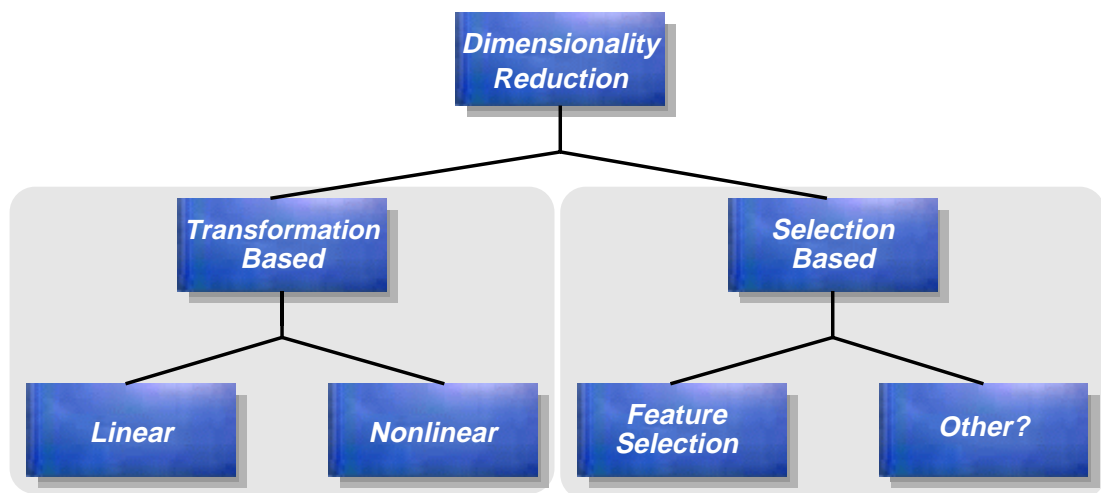 Dimensionality
Reduction
Transformation
Based
Selection
Based
Linear
Nonlinear
Feature
Selection
Other?